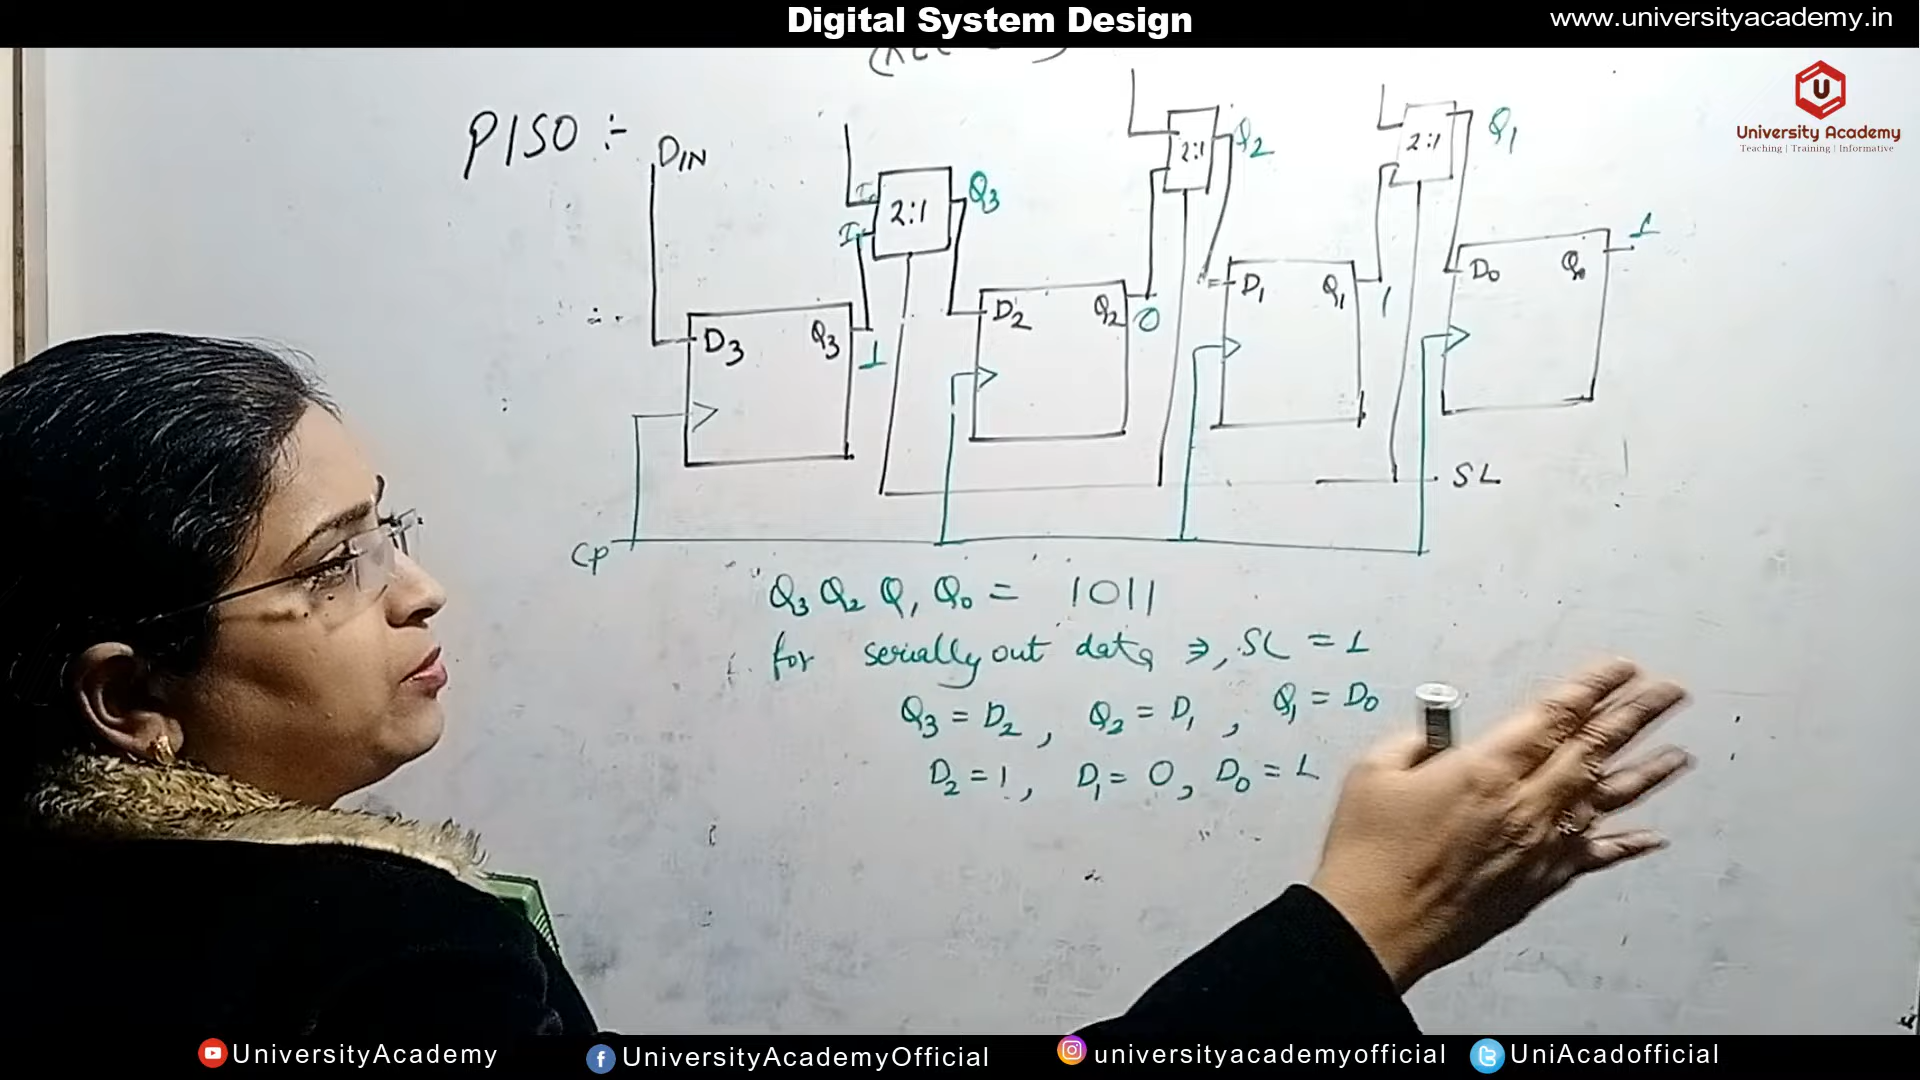 Digital System Design
www.universityacademy.in
U
University Academy
Teaching | Training | Informative
PISO :-
DIN
I0
I1
2:1
Q3
2:1
Q2
2:1
Q1
D3
Q3
1
D2
Q2
0
D1
Q1
1
D0
Q0
1
SL
CP
Q3 Q2 Q1 Q0 = 1011
for serially out data ⇒, SL = 1
Q3 = D2 , Q2 = D1 , Q1 = D0
D2 = 1 , D1 = 0 , D0 = 1
UniversityAcademy
UniversityAcademyOfficial
universityacademyofficial
UniAcadofficial